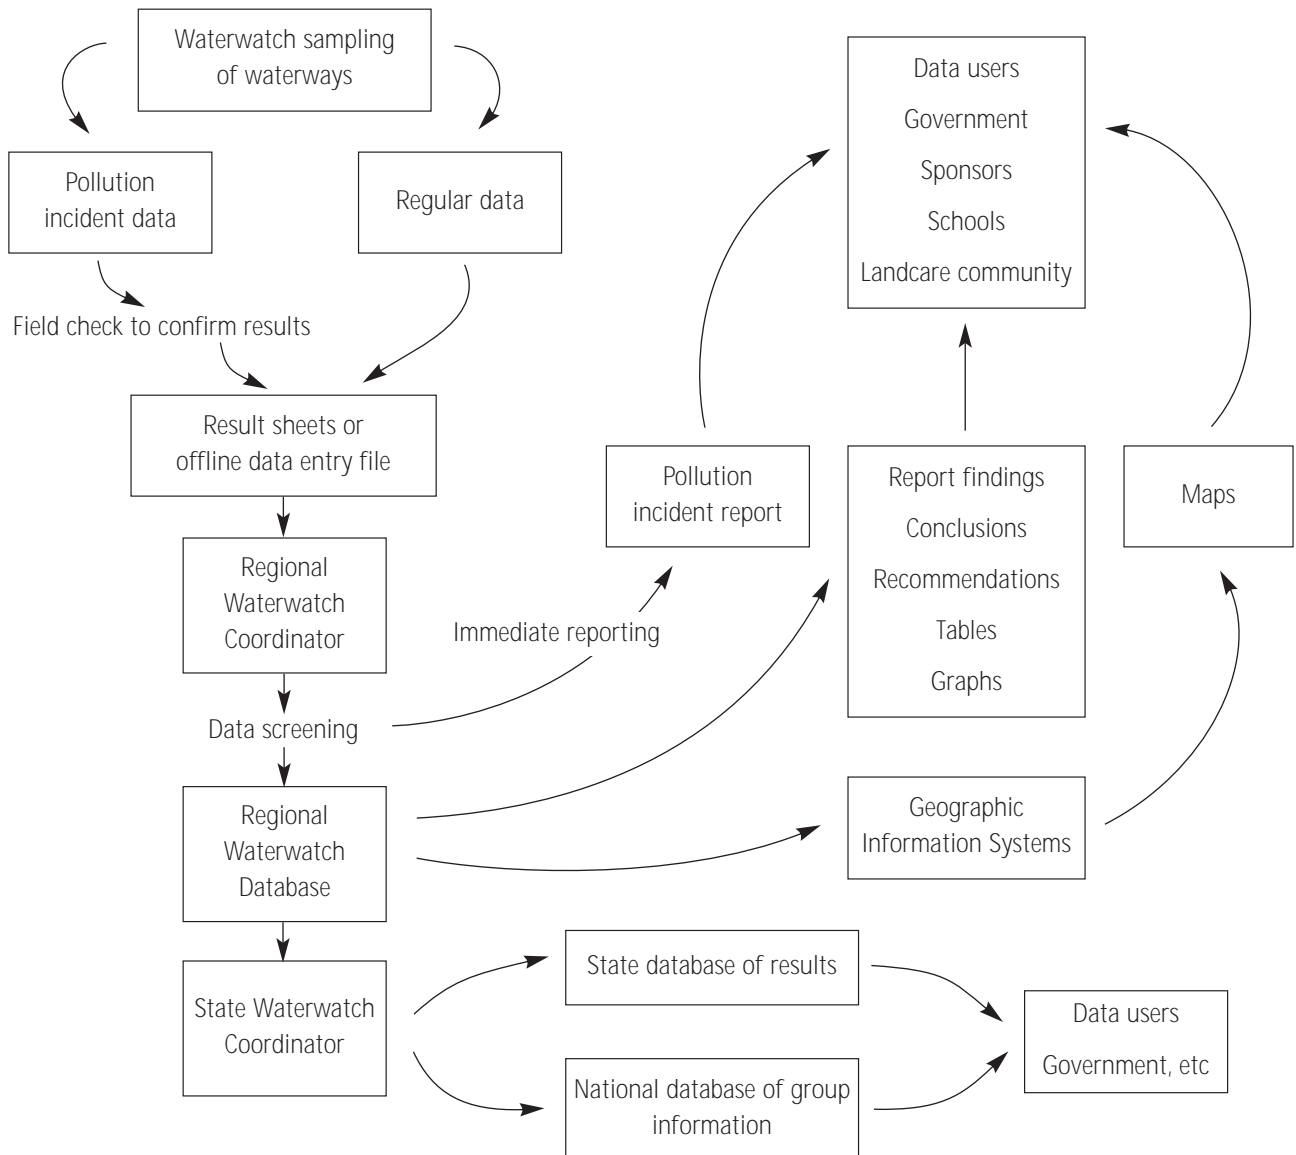 Waterwatch sampling
of waterways
Pollution
incident data
Regular data
Field check to confirm results
Result sheets or
offline data entry file
Regional
Waterwatch
Coordinator
Data screening
Immediate reporting
Regional
Waterwatch
Database
State Waterwatch
Coordinator
Data users
Government
Sponsors
Schools
Landcare community
Pollution
incident report
Report findings
Conclusions
Recommendations
Tables
Graphs
Maps
Geographic
Information Systems
State database of results
National database of group
information
Data users
Government, etc